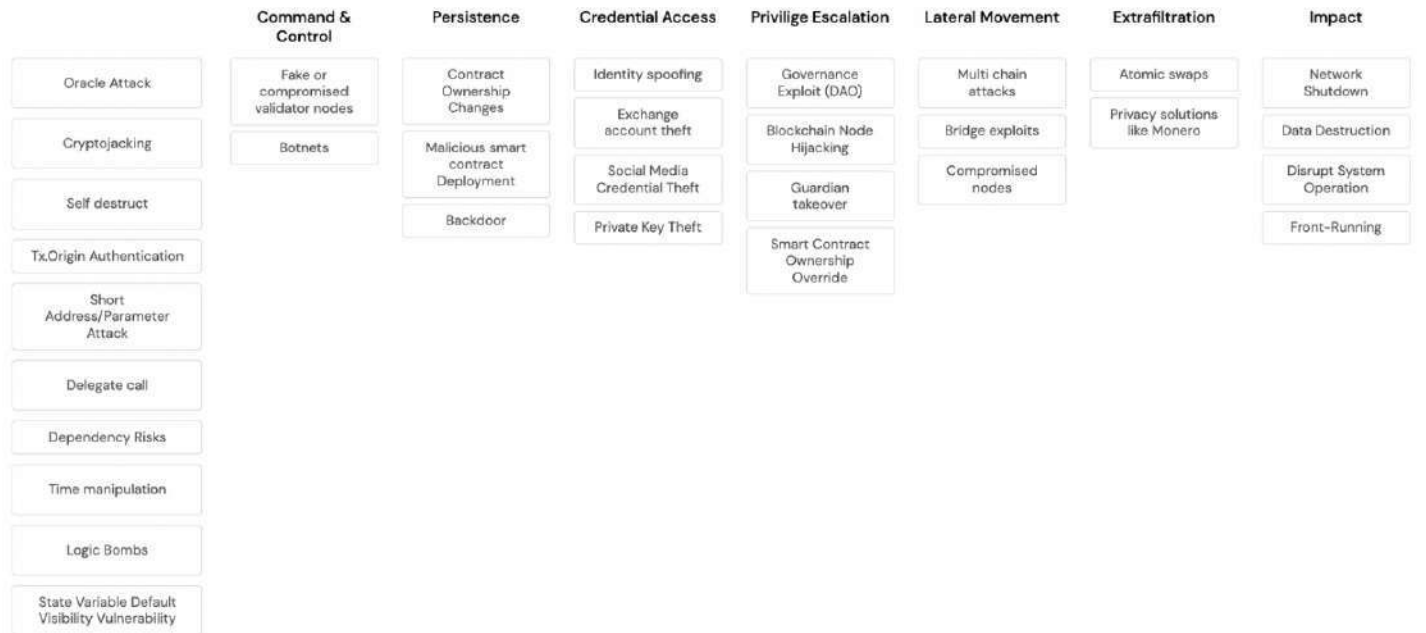 Command &
Control
Persistence
Credential Access
Privilige Escalation
Lateral Movement
Extrafiltration
Impact
Oracle Attack
Cryptojacking
Self destruct
Tx.Origin Authentication
Short
Address/Parameter
Attack
Delegate call
Dependency Risks
Time manipulation
Logic Bombs
State Variable Default
Visibility Vulnerability
Fake or
compromised
validator nodes
Botnets
Contract
Ownership
Changes
Malicious smart
contract
Deployment
Backdoor
Identity spoofing
Exchange
account theft
Social Media
Credential Theft
Private Key Theft
Governance
Exploit (DAO)
Blockchain Node
Hijacking
Guardian
takeover
Smart Contract
Ownership
Override
Multi chain
attacks
Bridge exploits
Compromised
nodes
Atomic swaps
Privacy solutions
like Monero
Network
Shutdown
Data Destruction
Disrupt System
Operation
Front-Running